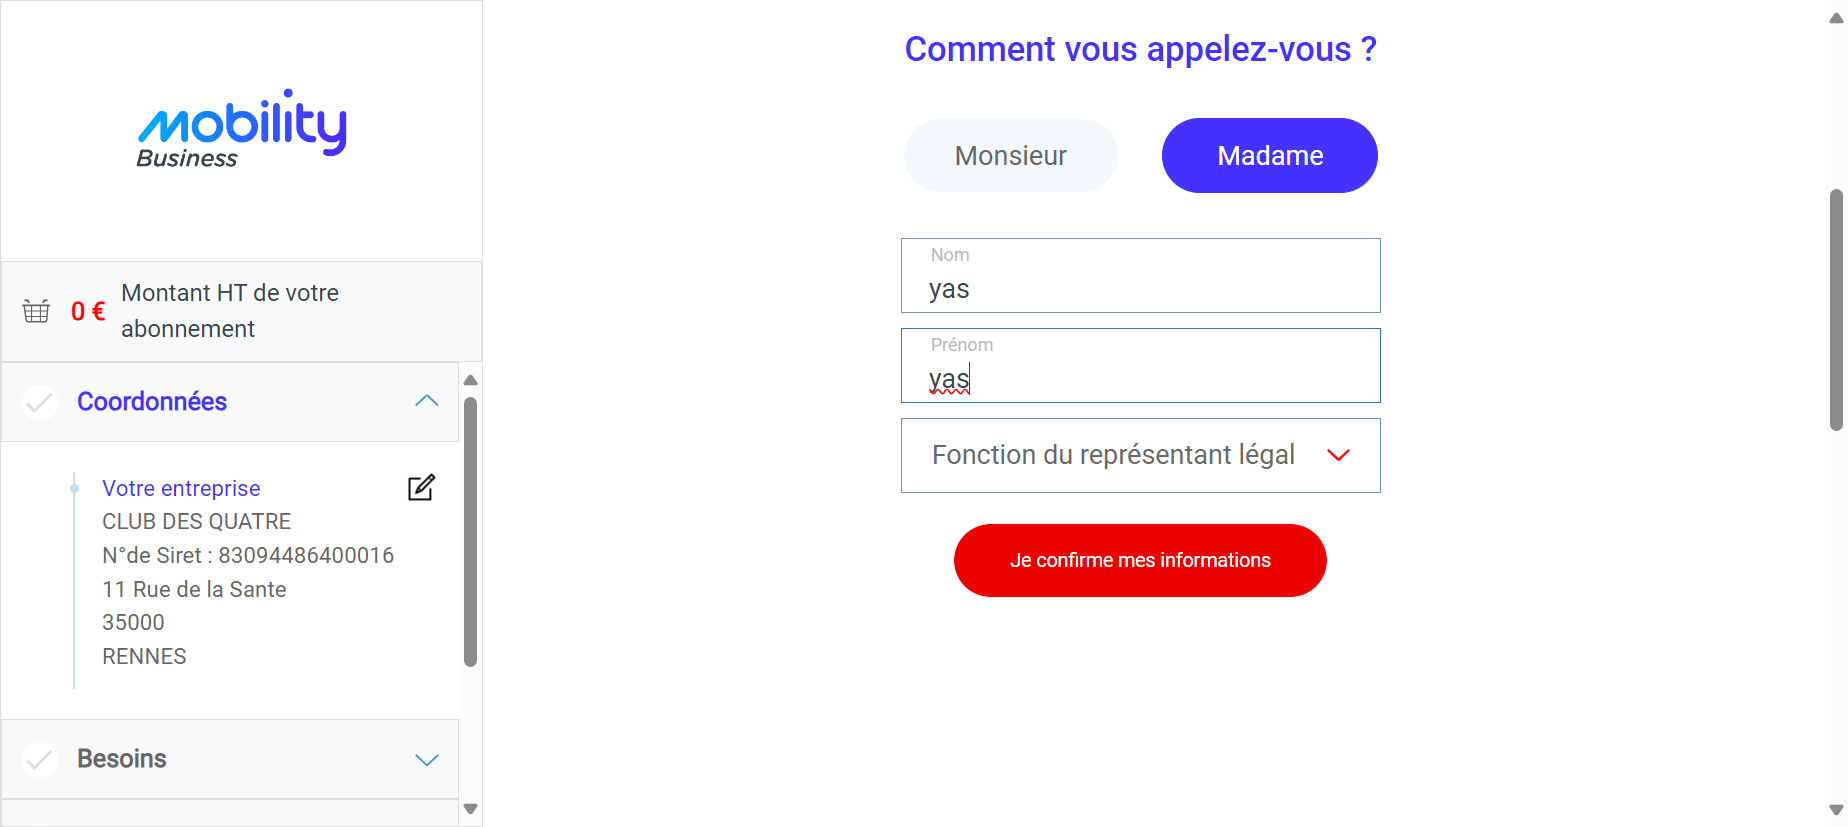 mobility
Business
0 €
Montant HT de votre
abonnement
Coordonnées
Votre entreprise
CLUB DES QUATRE
N°de Siret : 83094486400016
11 Rue de la Sante
35000
RENNES
Besoins
Comment vous appelez-vous ?
Monsieur
Madame
Nom
yas
Prénom
yas
Fonction du représentant légal
Je confirme mes informations